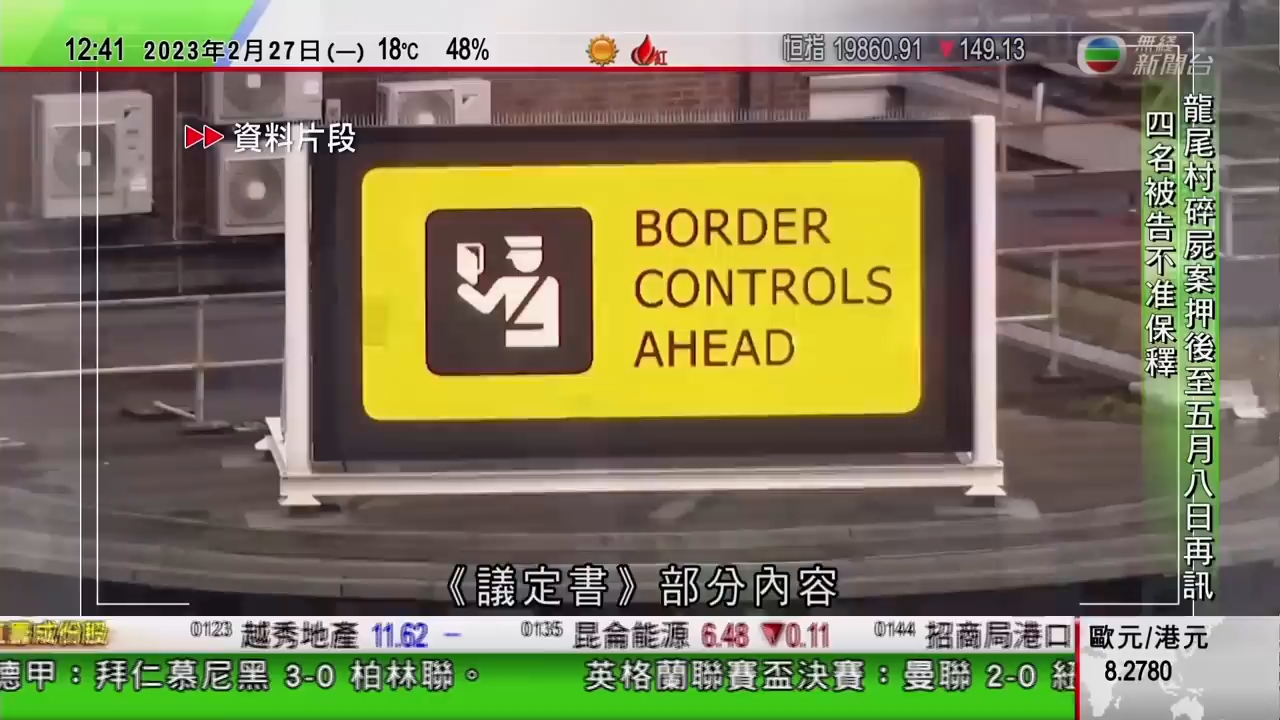 12:41 2023年2月27日(一) 18℃ 48% 紅 恒指 19860.91 ▼149.13
無綫
新聞台
資料片段
BORDER
CONTROLS
AHEAD
龍尾村碎屍案押後至五月八日再訊
四名被告不准保釋
《議定書》部分內容
成份股 0123 越秀地產 11.62 – 0135 昆侖能源 6.48 ▼0.11 0144 招商局港口
德甲：拜仁慕尼黑 3-0 柏林聯。 英格蘭聯賽盃決賽：曼聯 2-0 紐
歐元/港元
8.2780